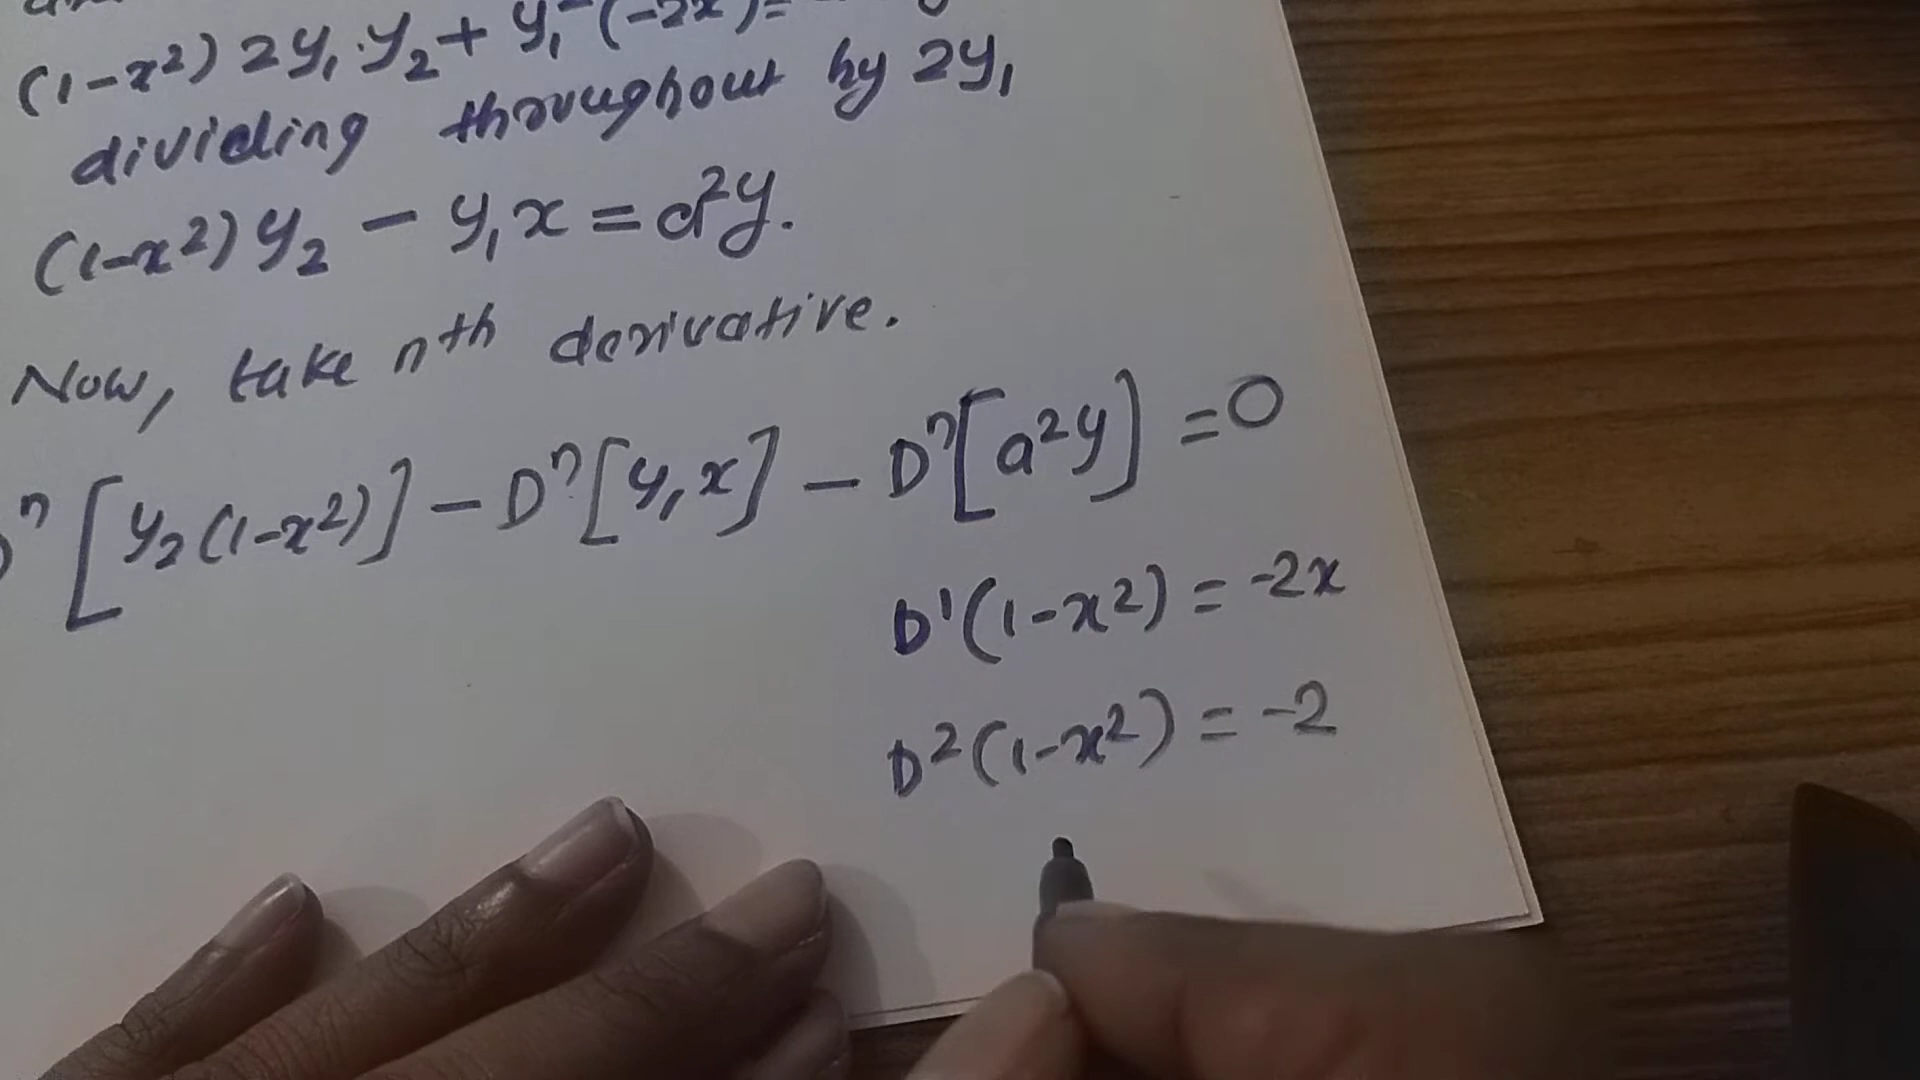 (1-x²) 2y₁·y₂ + y₁²(-2x) =
dividing throughout by 2y₁
(1-x²) y₂ - y₁x = a²y.
Now, take nth derivative.
Dⁿ[y₂(1-x²)] - Dⁿ[y₁x] - Dⁿ[a²y] = 0
D¹(1-x²) = -2x
D²(1-x²) = -2